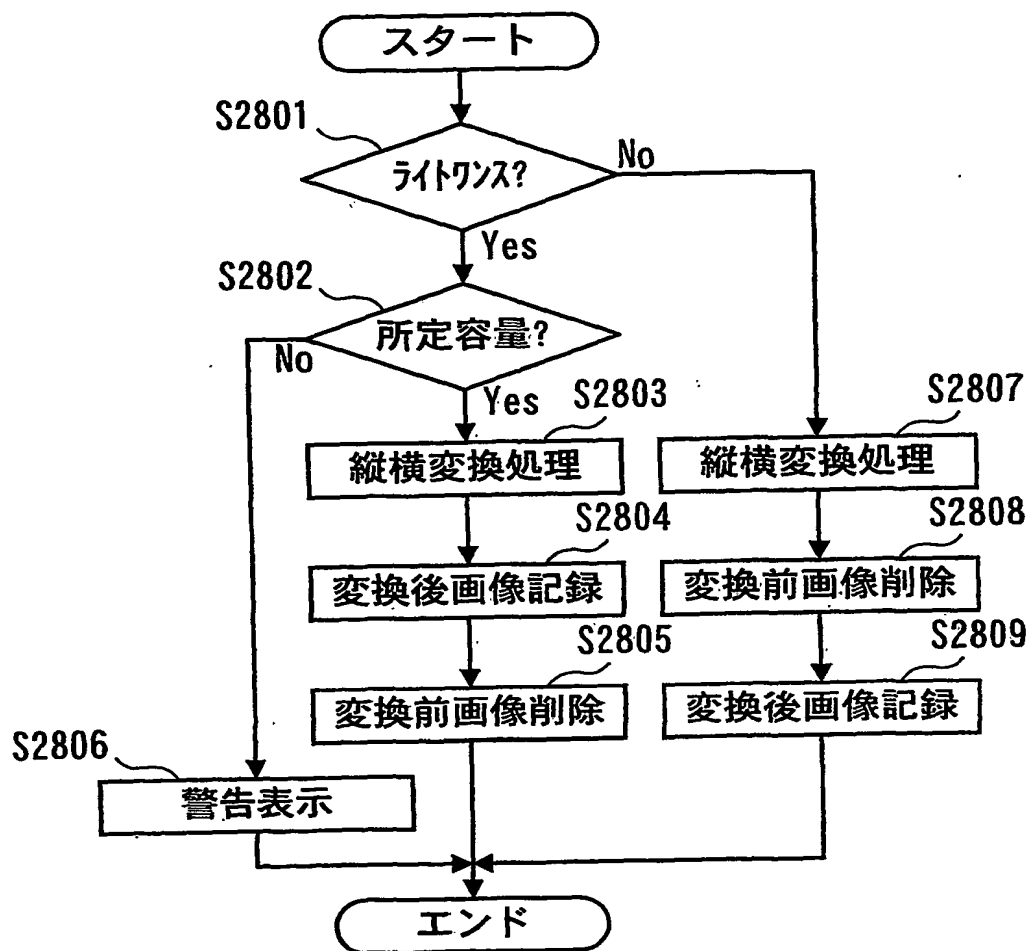 スタート
S2801
ライトワンス?
No
Yes
S2802
所定容量?
No
Yes
S2803
縦横変換処理
S2804
変換後画像記録
S2805
変換前画像削除
S2806
警告表示
S2807
縦横変換処理
S2808
変換前画像削除
S2809
変換後画像記録
エンド